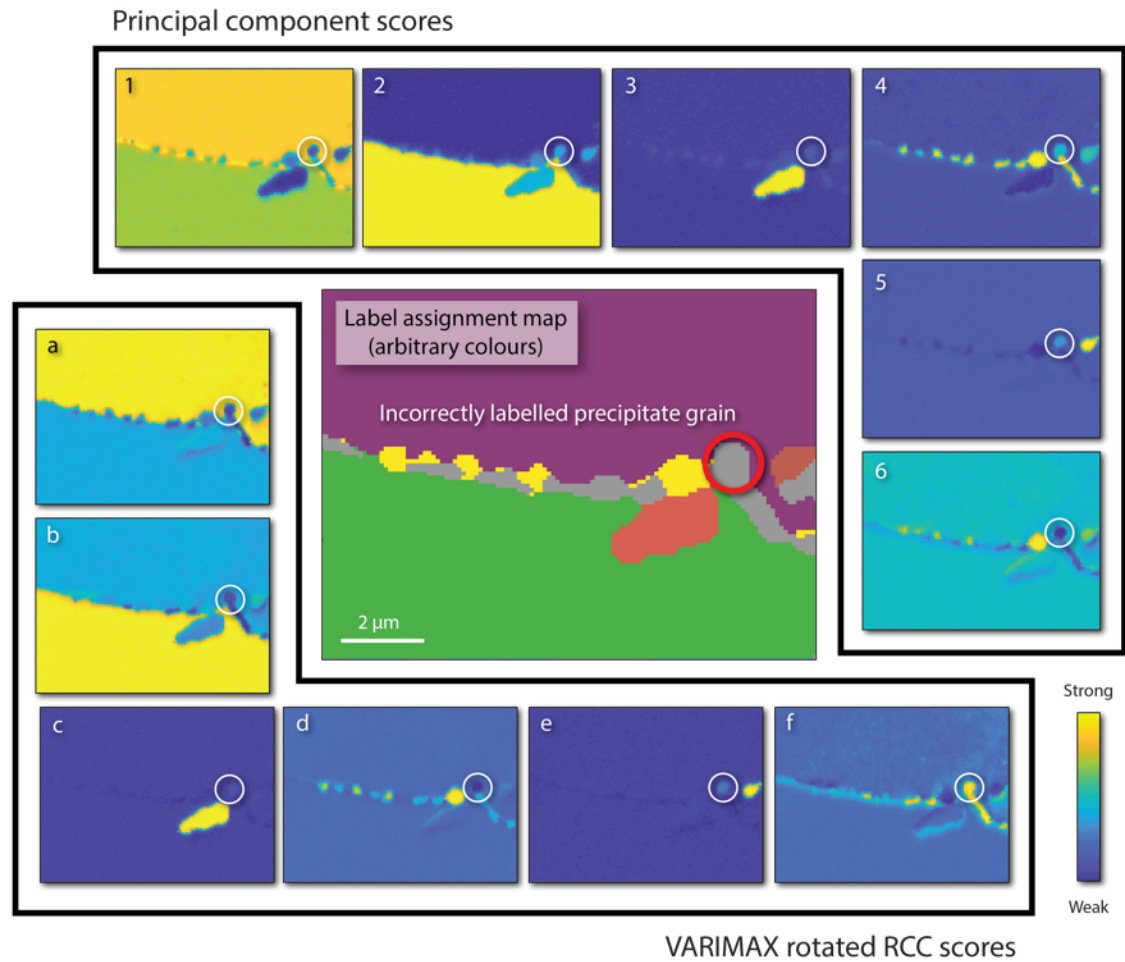 Principal component scores
1
2
3
4
5
6
Label assignment map
(arbitrary colours)
Incorrectly labelled precipitate grain
2 μm
a
b
c
d
e
f
Strong
Weak
VARIMAX rotated RCC scores